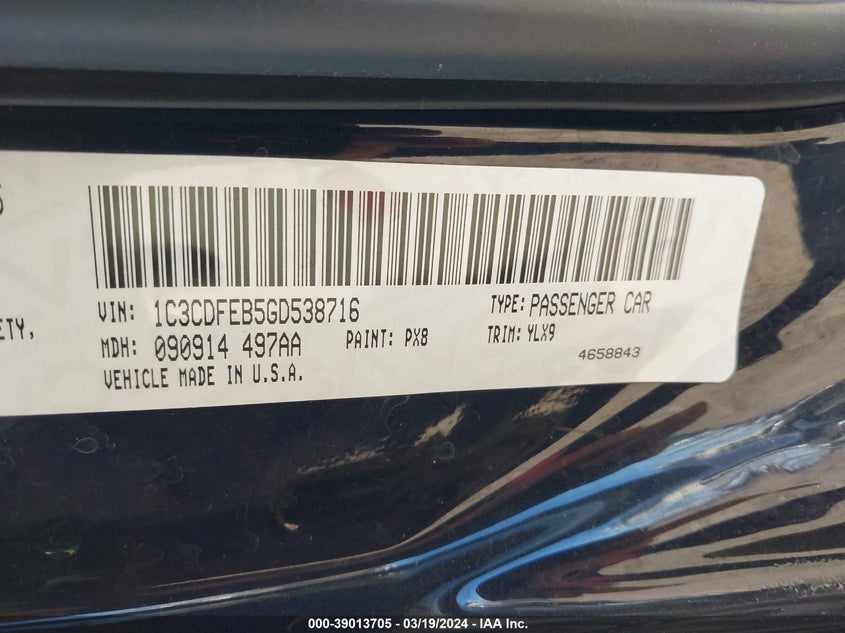 ETY,
VIN: 1C3CDFEB5GD538716 TYPE: PASSENGER CAR
MDH: 090914 497AA PAINT: PX8 TRIM: YLX9
VEHICLE MADE IN U.S.A. 4658843
000-39013705 - 03/19/2024 - IAA Inc.